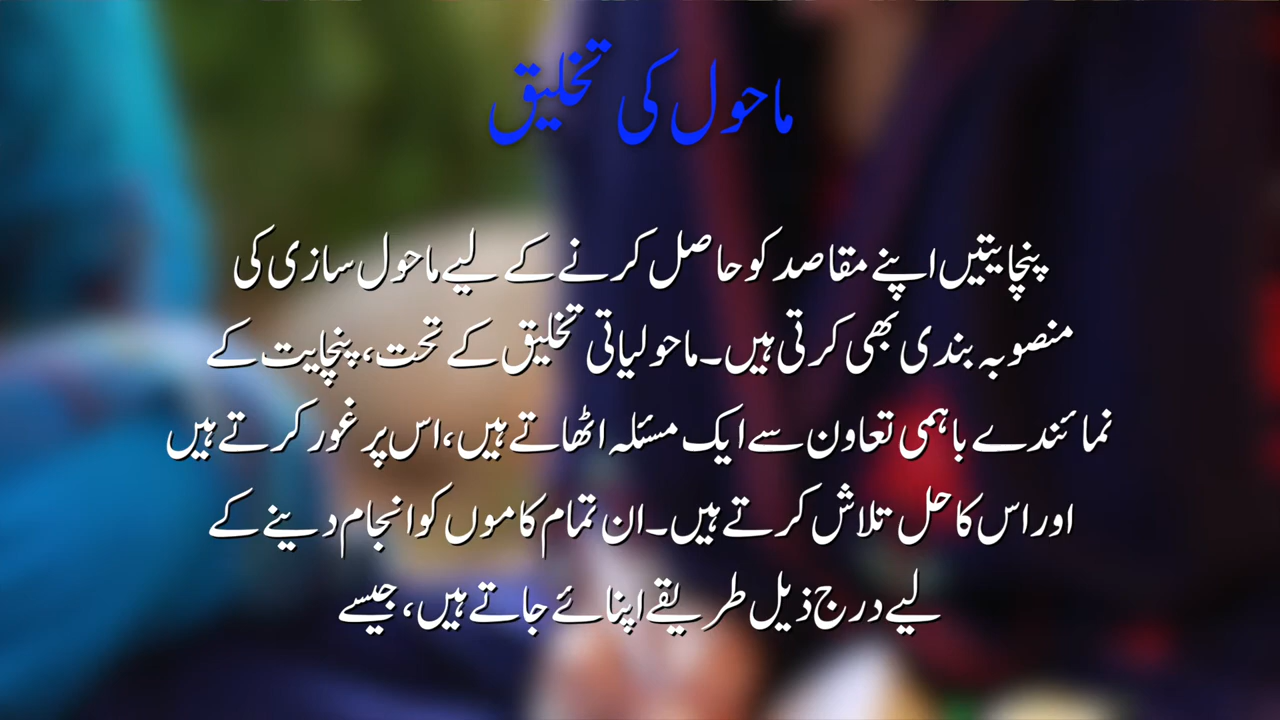 ماحول کی تخلیق
پنچایتیں اپنے مقاصد کو حاصل کرنے کے لیے ماحول سازی کی
منصوبہ بندی بھی کرتی ہیں۔ ماحولیاتی تخلیق کے تحت، پنچایت کے
نمائندے باہمی تعاون سے ایک مسئلہ اٹھاتے ہیں، اس پر غور کرتے ہیں
اور اس کا حل تلاش کرتے ہیں۔ ان تمام کاموں کو انجام دینے کے
لیے درج ذیل طریقے اپنائے جاتے ہیں، جیسے